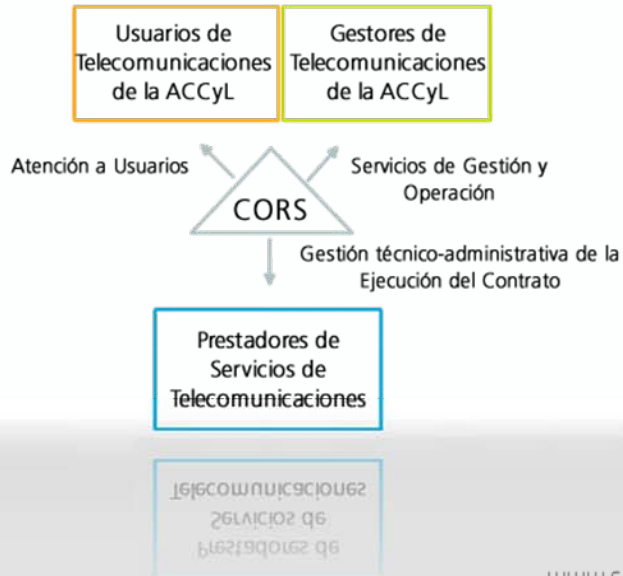 Usuarios de
Telecomunicaciones
de la ACCyL
Gestores de
Telecomunicaciones
de la ACCyL
Atención a Usuarios
Servicios de Gestión y
Operación
CORS
Gestión técnico-administrativa de la
Ejecución del Contrato
Prestadores de
Servicios de
Telecomunicaciones